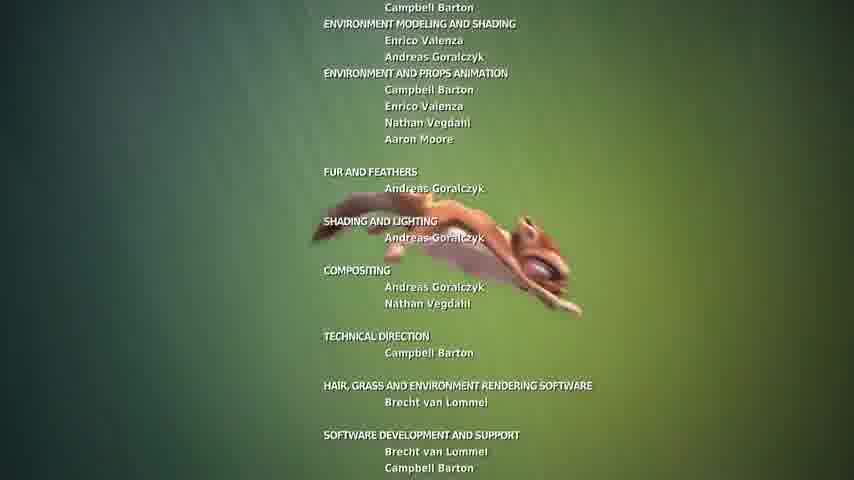 Campbell Barton
ENVIRONMENT MODELING AND SHADING
Enrico Valenza
Andreas Goralczyk
ENVIRONMENT AND PROPS ANIMATION
Campbell Barton
Enrico Valenza
Nathan Vegdahl
Aaron Moore
FUR AND FEATHERS
Andreas Goralczyk
SHADING AND LIGHTING
Andreas Goralczyk
COMPOSITING
Andreas Goralczyk
Nathan Vegdahl
TECHNICAL DIRECTION
Campbell Barton
HAIR, GRASS AND ENVIRONMENT RENDERING SOFTWARE
Brecht van Lommel
SOFTWARE DEVELOPMENT AND SUPPORT
Brecht van Lommel
Campbell Barton